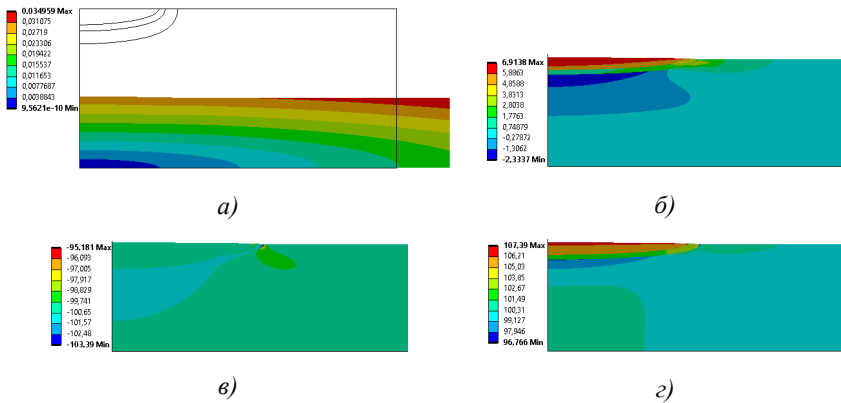 0,034959 Max
0,031075
0,02719
0,023306
0,019422
0,015537
0,011653
0,0077687
0,0038843
9,5621e-10 Min
а)
6,9138 Max
5,8863
4,8588
3,8313
2,8038
1,7763
0,74879
-0,27872
-1,3062
-2,3337 Min
б)
-95,181 Max
-96,093
-97,005
-97,917
-98,829
-99,741
-100,65
-101,57
-102,48
-103,39 Min
в)
107,39 Max
106,21
105,03
103,85
102,67
101,49
100,31
99,127
97,946
96,766 Min
г)